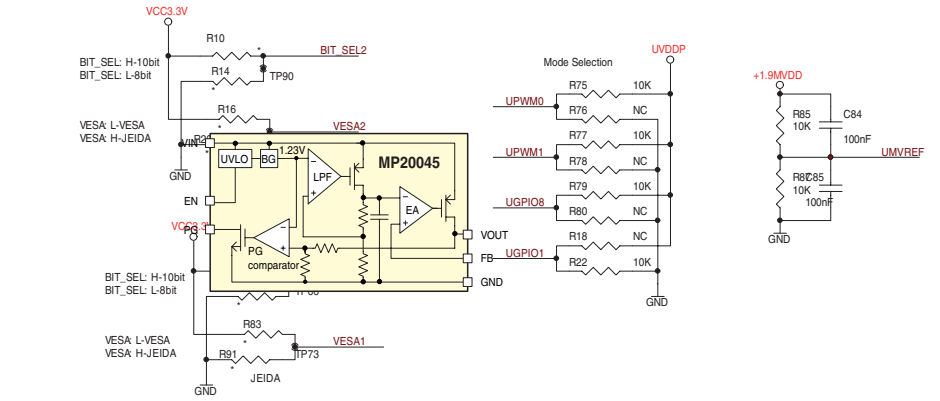 VCC3.3V
R10
BIT_SEL2
BIT_SEL: H-10bit
BIT_SEL: L-8bit
R14
TP90
R16
VESA: L-VESA
VESA: H-JEIDA
VESA2
VIN
GND
UVLO
BG
1.23V
LPF
MP20045
EN
EA
PG
PG
comparator
VOUT
FB
GND
BIT_SEL: H-10bit
BIT_SEL: L-8bit
R83
VESA: L-VESA
VESA: H-JEIDA
VESA1
R91
TP73
JEIDA
GND
Mode Selection
UVDDP
R75
10K
UPWM0
R76
NC
R77
10K
UPWM1
R78
NC
R79
10K
UGPIO8
R80
NC
R18
NC
UGPIO1
R22
10K
GND
+1.9MVDD
R85
10K
C84
100nF
UMVREF
10K
C85
100nF
GND